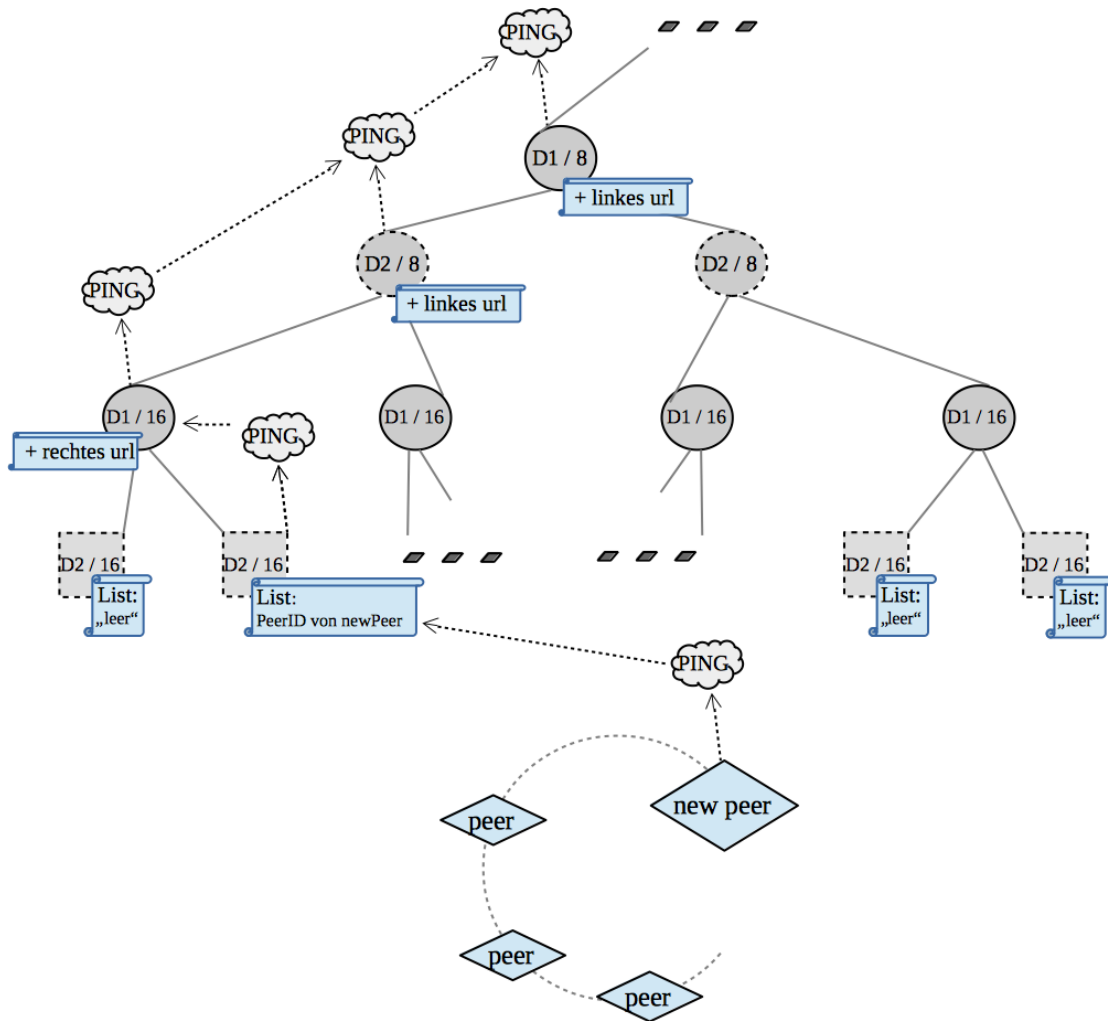 PING
PING
D1 / 8
+ linkes url
D2 / 8
D2 / 8
PING
+ linkes url
D1 / 16
D1 / 16
D1 / 16
D1 / 16
PING
+ rechtes url
D2 / 16
D2 / 16
D2 / 16
D2 / 16
List:
„leer“
List:
PeerID von newPeer
List:
„leer“
List:
„leer“
PING
new peer
peer
peer
peer